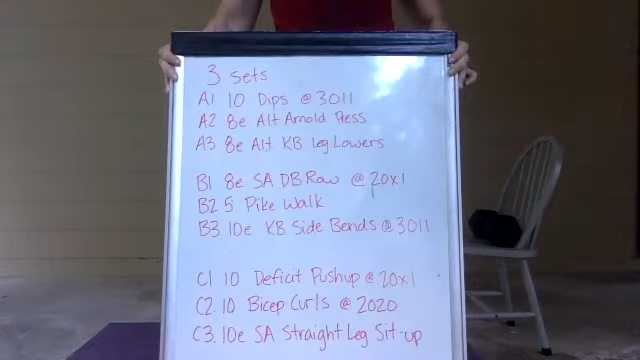 3 sets
A1 10 Dips @ 3011
A2 8e Alt Arnold Press
A3 8e Alt KB leg Lowers
B1 8e SA DB Row @ 20x1
B2 5 Pike Walk
B3 10e KB Side Bends @ 3011
C1 10 Deficit Pushup @ 20x1
C2. 10 Bicep Curls @ 2020
C3. 10e SA Straight Leg Sit-up